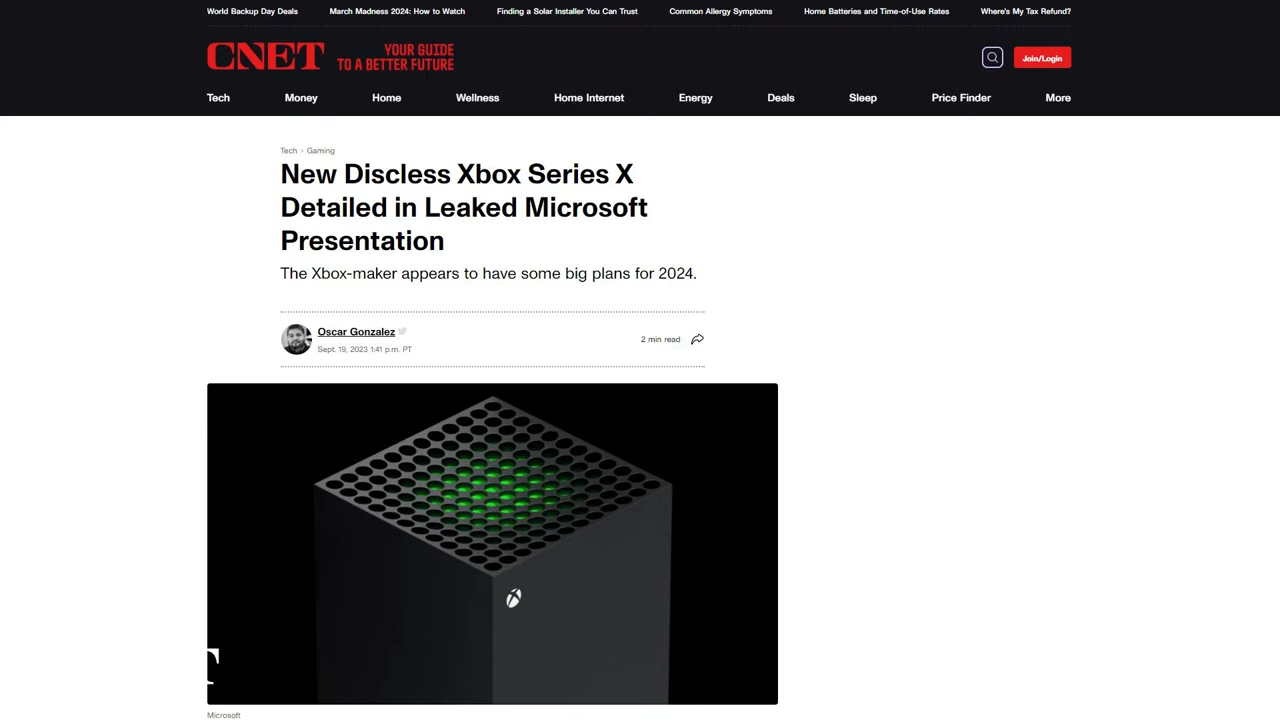 World Backup Day Deals March Madness 2024: How to Watch Finding a Solar Installer You Can Trust Common Allergy Symptoms Home Batteries and Time-of-Use Rates Where's My Tax Refund?
CNET
YOUR GUIDE
TO A BETTER FUTURE
Join/Login
Tech Money Home Wellness Home Internet Energy Deals Sleep Price Finder More
Tech > Gaming
New Discless Xbox Series X
Detailed in Leaked Microsoft
Presentation
The Xbox-maker appears to have some big plans for 2024.
Oscar Gonzalez
Sept. 19, 2023 1:41 p.m. PT
2 min read
T
Microsoft